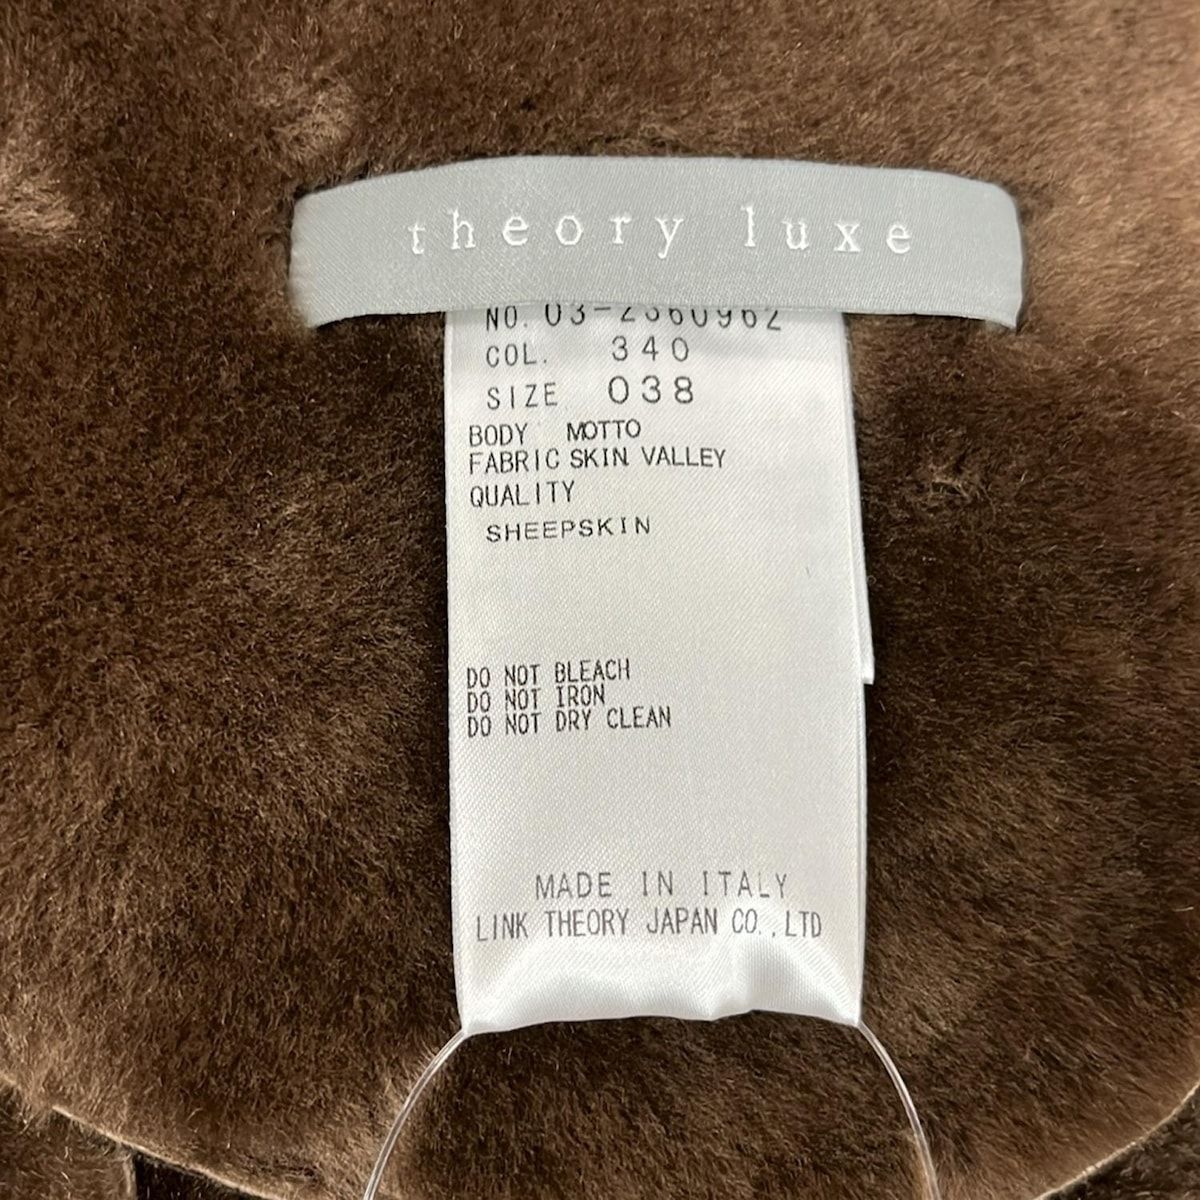 theory luxe
NO. 03-2360962
COL. 340
SIZE 038
BODY MOTTO
FABRIC SKIN VALLEY
QUALITY
SHEEPSKIN
DO NOT BLEACH
DO NOT IRON
DO NOT DRY CLEAN
MADE IN ITALY
LINK THEORY JAPAN CO.,LTD